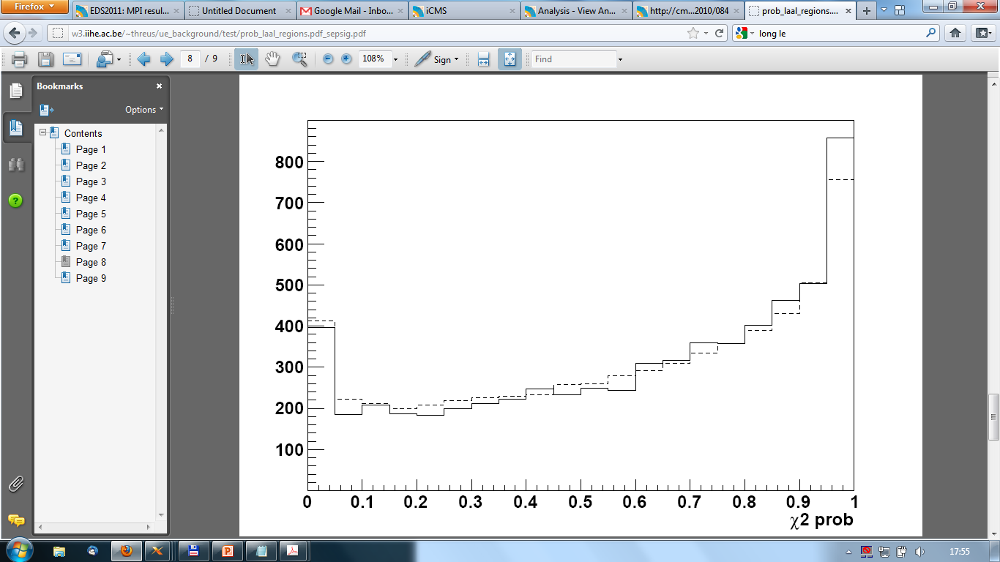 Firefox
EDS2011: MPI resul...
Untitled Document
Google Mail - Inbo...
iCMS
Analysis - View An...
http://cm...2010/084
prob_laal_regions....
w3.iihe.ac.be/~threus/ue_background/test/prob_laal_regions.pdf_sepsig.pdf
long le
8 / 9
108%
Sign
Find
Bookmarks
Options
Contents
Page 1
Page 2
Page 3
Page 4
Page 5
Page 6
Page 7
Page 8
Page 9
800
700
600
500
400
300
200
100
0 0.1 0.2 0.3 0.4 0.5 0.6 0.7 0.8 0.9 1
χ2 prob
17:55